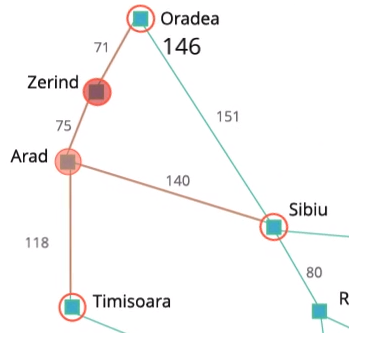 Oradea
71
146
Zerind
151
75
Arad
140
Sibiu
118
80
Timisoara
R